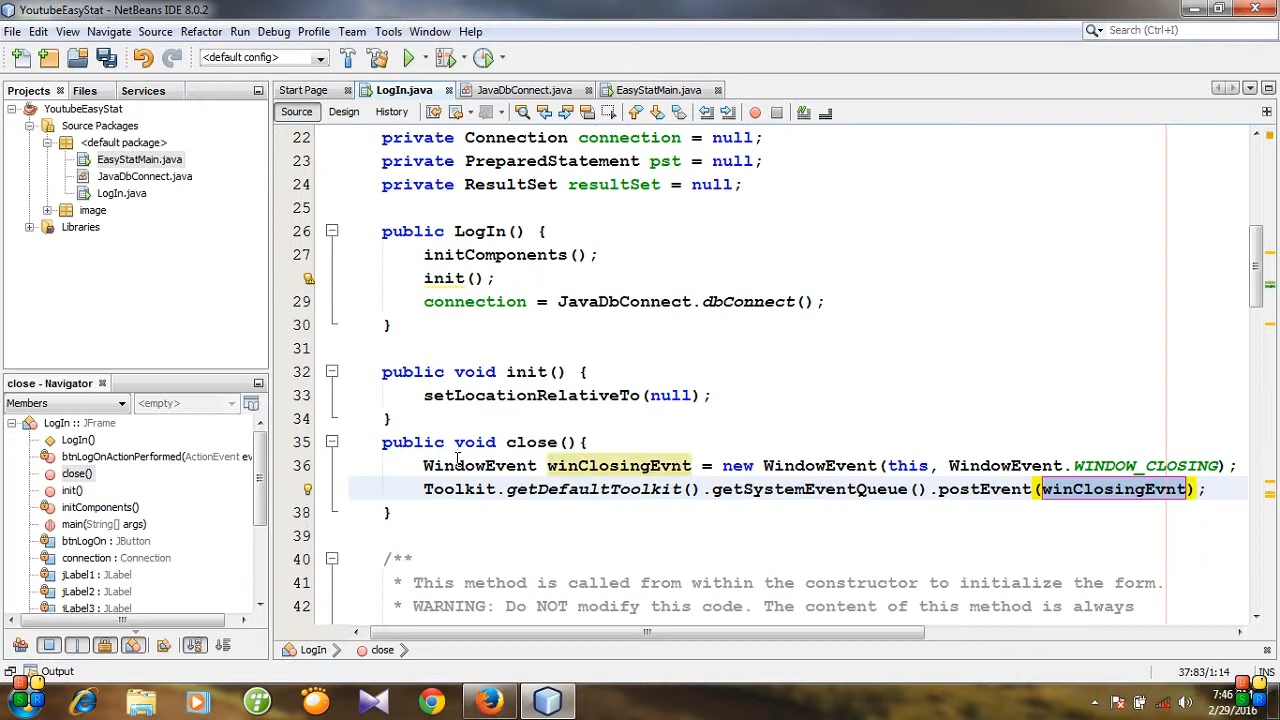 YoutubeEasyStat - NetBeans IDE 8.0.2
File Edit View Navigate Source Refactor Run Debug Profile Team Tools Window Help
Search (Ctrl+I)
<default config>
Projects Files Services
Start Page LogIn.java JavaDbConnect.java EasyStatMain.java
Source Design History
YoutubeEasyStat
Source Packages
<default package>
EasyStatMain.java
JavaDbConnect.java
LogIn.java
image
Libraries
close - Navigator
Members <empty>
LogIn :: JFrame
LogIn()
btnLogOnActionPerformed(ActionEvent ev
close()
init()
initComponents()
main(String[] args)
btnLogOn : JButton
connection : Connection
jLabel1 : JLabel
jLabel2 : JLabel
jLabel3 : JLabel
22 private Connection connection = null;
23 private PreparedStatement pst = null;
24 private ResultSet resultSet = null;
25
26 public LogIn() {
27 initComponents();
init();
29 connection = JavaDbConnect.dbConnect();
30 }
31
32 public void init() {
33 setLocationRelativeTo(null);
34 }
35 public void close(){
36 WindowEvent winClosingEvnt = new WindowEvent(this, WindowEvent.WINDOW_CLOSING);
Toolkit.getDefaultToolkit().getSystemEventQueue().postEvent(winClosingEvnt);
38 }
39
40 /**
41 * This method is called from within the constructor to initialize the form.
42 * WARNING: Do NOT modify this code. The content of this method is always
LogIn close
Output
37:83/1:14 INS
7:46 PM
2/29/2016